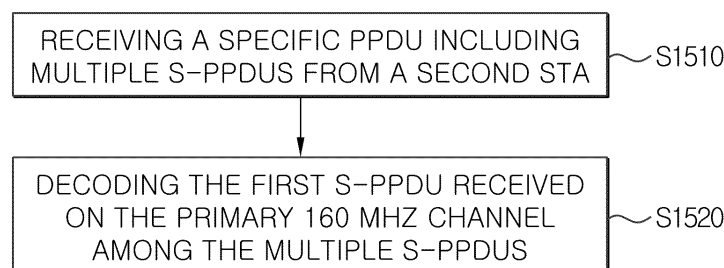 RECEIVING A SPECIFIC PPDU INCLUDING
MULTIPLE S-PPDUS FROM A SECOND STA
S1510
DECODING THE FIRST S-PPDU RECEIVED
ON THE PRIMARY 160 MHZ CHANNEL
AMONG THE MULTIPLE S-PPDUS
S1520